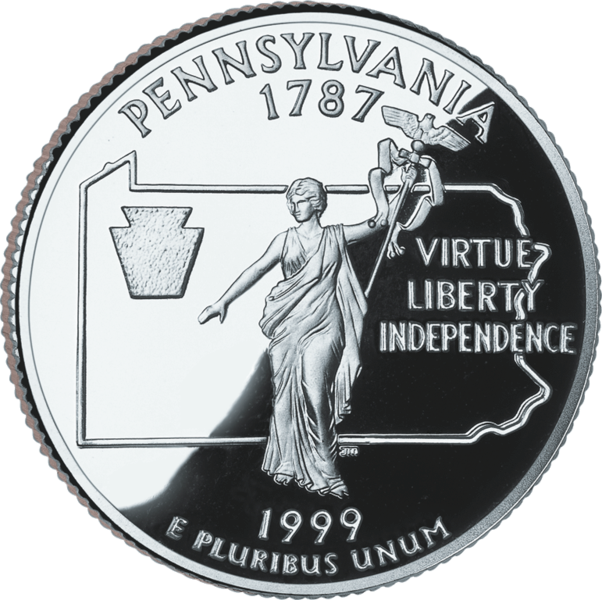 PENNSYLVANIA
1787
VIRTUE
LIBERTY
INDEPENDENCE
1999
E PLURIBUS UNUM